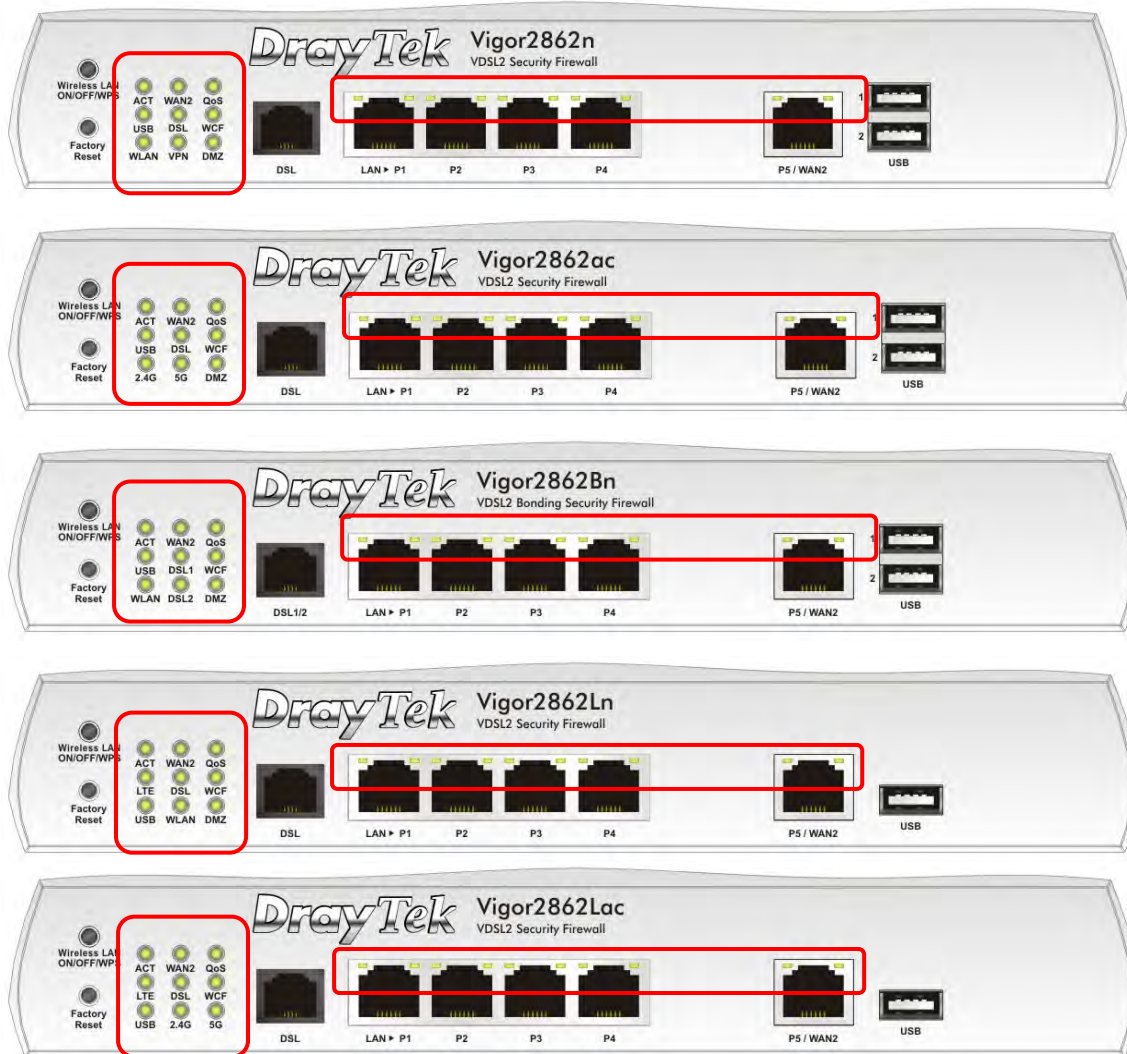 DrayTek Vigor2862n
VDSL2 Security Firewall
Wireless LAN
ON/OFF/WPS
ACT WAN2 QoS
USB DSL WCF
WLAN VPN DMZ
Factory
Reset
1
2
DSL LAN ▶ P1 P2 P3 P4 P5 / WAN2 USB
DrayTek Vigor2862ac
VDSL2 Security Firewall
Wireless LAN
ON/OFF/WPS
ACT WAN2 QoS
USB DSL WCF
2.4G 5G DMZ
Factory
Reset
1
2
DSL LAN ▶ P1 P2 P3 P4 P5 / WAN2 USB
DrayTek Vigor2862Bn
VDSL2 Bonding Security Firewall
Wireless LAN
ON/OFF/WPS
ACT WAN2 QoS
USB DSL1 WCF
WLAN DSL2 DMZ
Factory
Reset
1
2
DSL1/2 LAN ▶ P1 P2 P3 P4 P5 / WAN2 USB
DrayTek Vigor2862Ln
VDSL2 Security Firewall
Wireless LAN
ON/OFF/WPS
ACT WAN2 QoS
LTE DSL WCF
USB WLAN DMZ
Factory
Reset
DSL LAN ▶ P1 P2 P3 P4 P5 / WAN2 USB
DrayTek Vigor2862Lac
VDSL2 Security Firewall
Wireless LAN
ON/OFF/WPS
ACT WAN2 QoS
LTE DSL WCF
USB 2.4G 5G
Factory
Reset
DSL LAN ▶ P1 P2 P3 P4 P5 / WAN2 USB